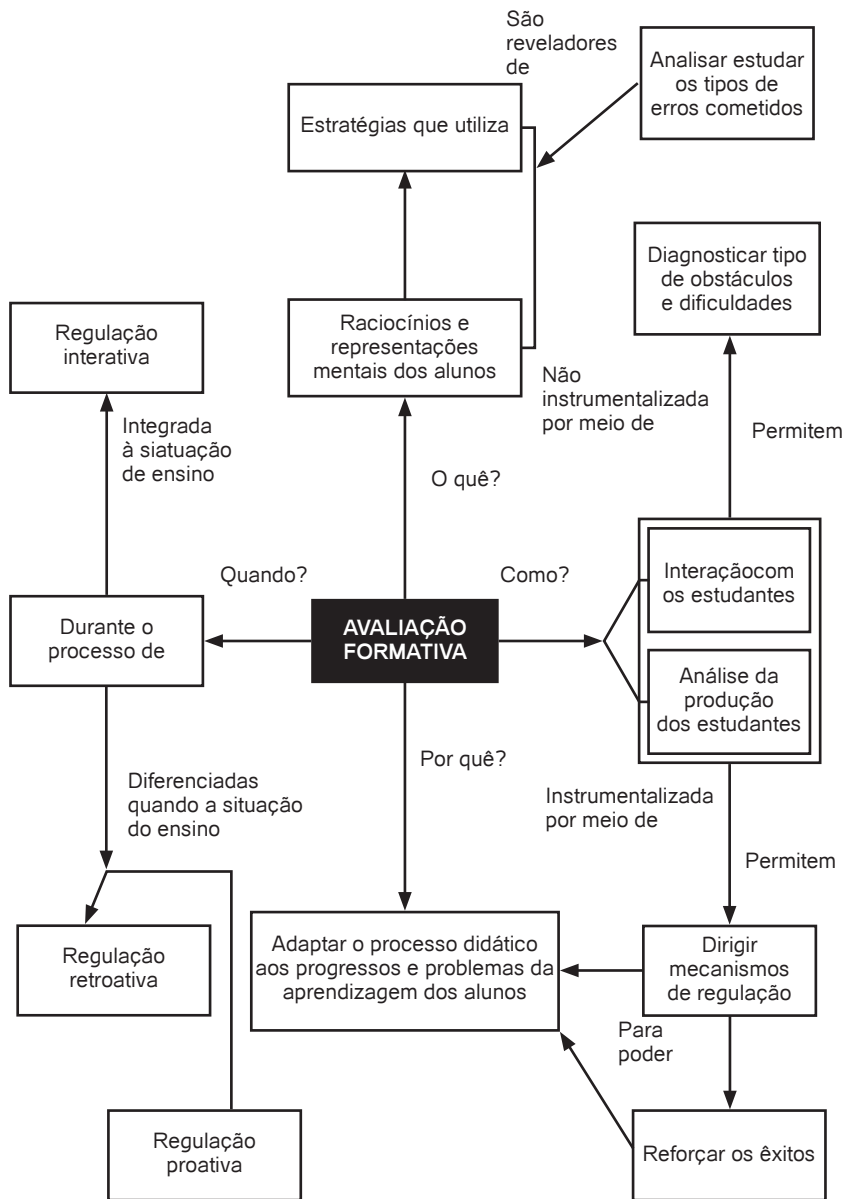 São
reveladores
de
Analisar estudar
os tipos de
erros cometidos
Estratégias que utiliza
Diagnosticar tipo
de obstáculos
e dificuldades
Regulação
interativa
Raciocínios e
representações
mentais dos alunos
Não
instrumentalizada
por meio de
Permitem
Integrada
à siatuação
de ensino
O quê?
Quando?
Como?
Interaçãocom
os estudantes
Durante o
processo de
AVALIAÇÃO
FORMATIVA
Análise da
produção
dos estudantes
Por quê?
Diferenciadas
quando a situação
do ensino
Instrumentalizada
por meio de
Permitem
Regulação
retroativa
Adaptar o processo didático
aos progressos e problemas da
aprendizagem dos alunos
Dirigir
mecanismos
de regulação
Para
poder
Regulação
proativa
Reforçar os êxitos